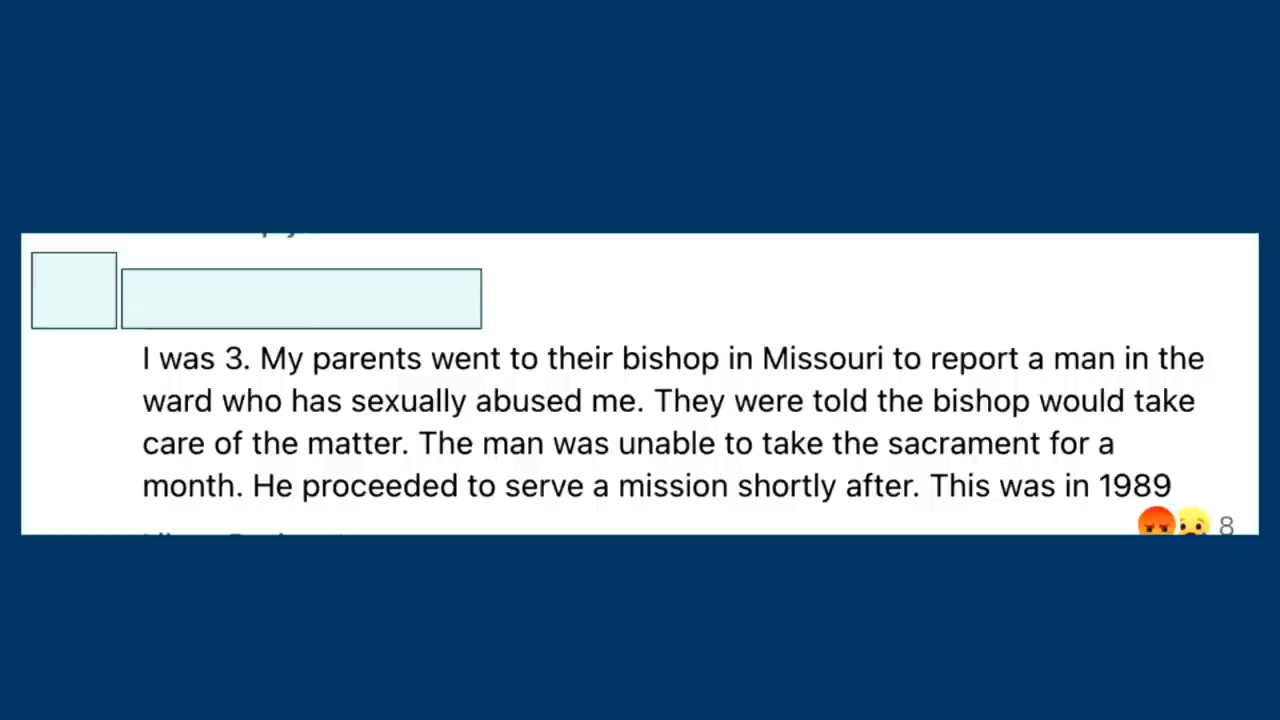 I was 3. My parents went to their bishop in Missouri to report a man in the
ward who has sexually abused me. They were told the bishop would take
care of the matter. The man was unable to take the sacrament for a
month. He proceeded to serve a mission shortly after. This was in 1989
8